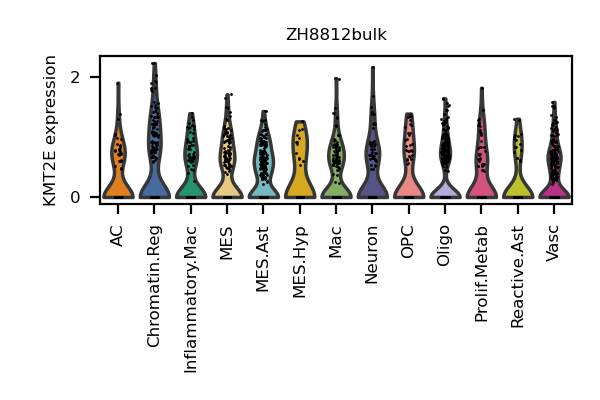 ZH8812bulk
KMT2E expression
2
0
AC
Chromatin.Reg
Inflammatory.Mac
MES
MES.Ast
MES.Hyp
Mac
Neuron
OPC
Oligo
Prolif.Metab
Reactive.Ast
Vasc